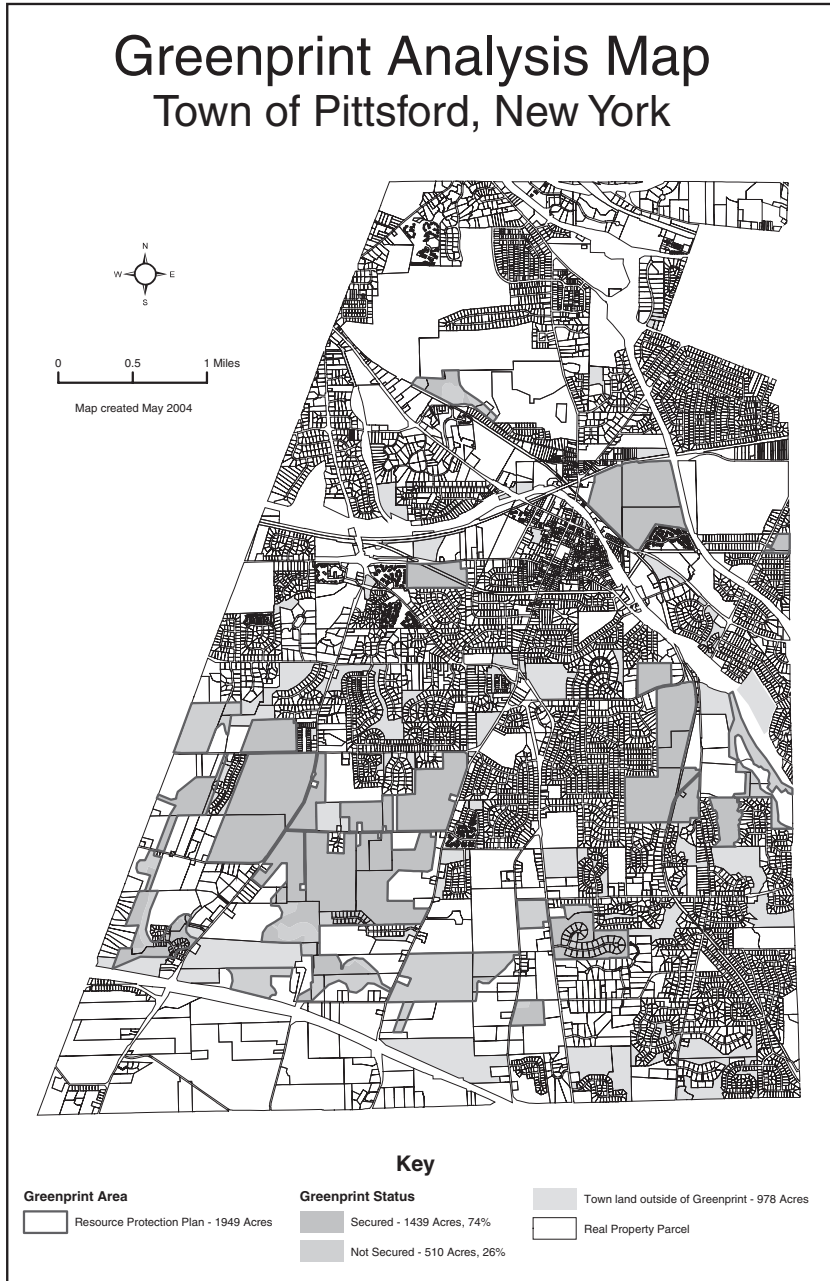 Greenprint Analysis Map
Town of Pittsford, New York
N
W E
S
0 0.5 1 Miles
Map created May 2004
Key
Greenprint Area
Resource Protection Plan - 1949 Acres
Greenprint Status
Secured - 1439 Acres, 74%
Not Secured - 510 Acres, 26%
Town land outside of Greenprint - 978 Acres
Real Property Parcel